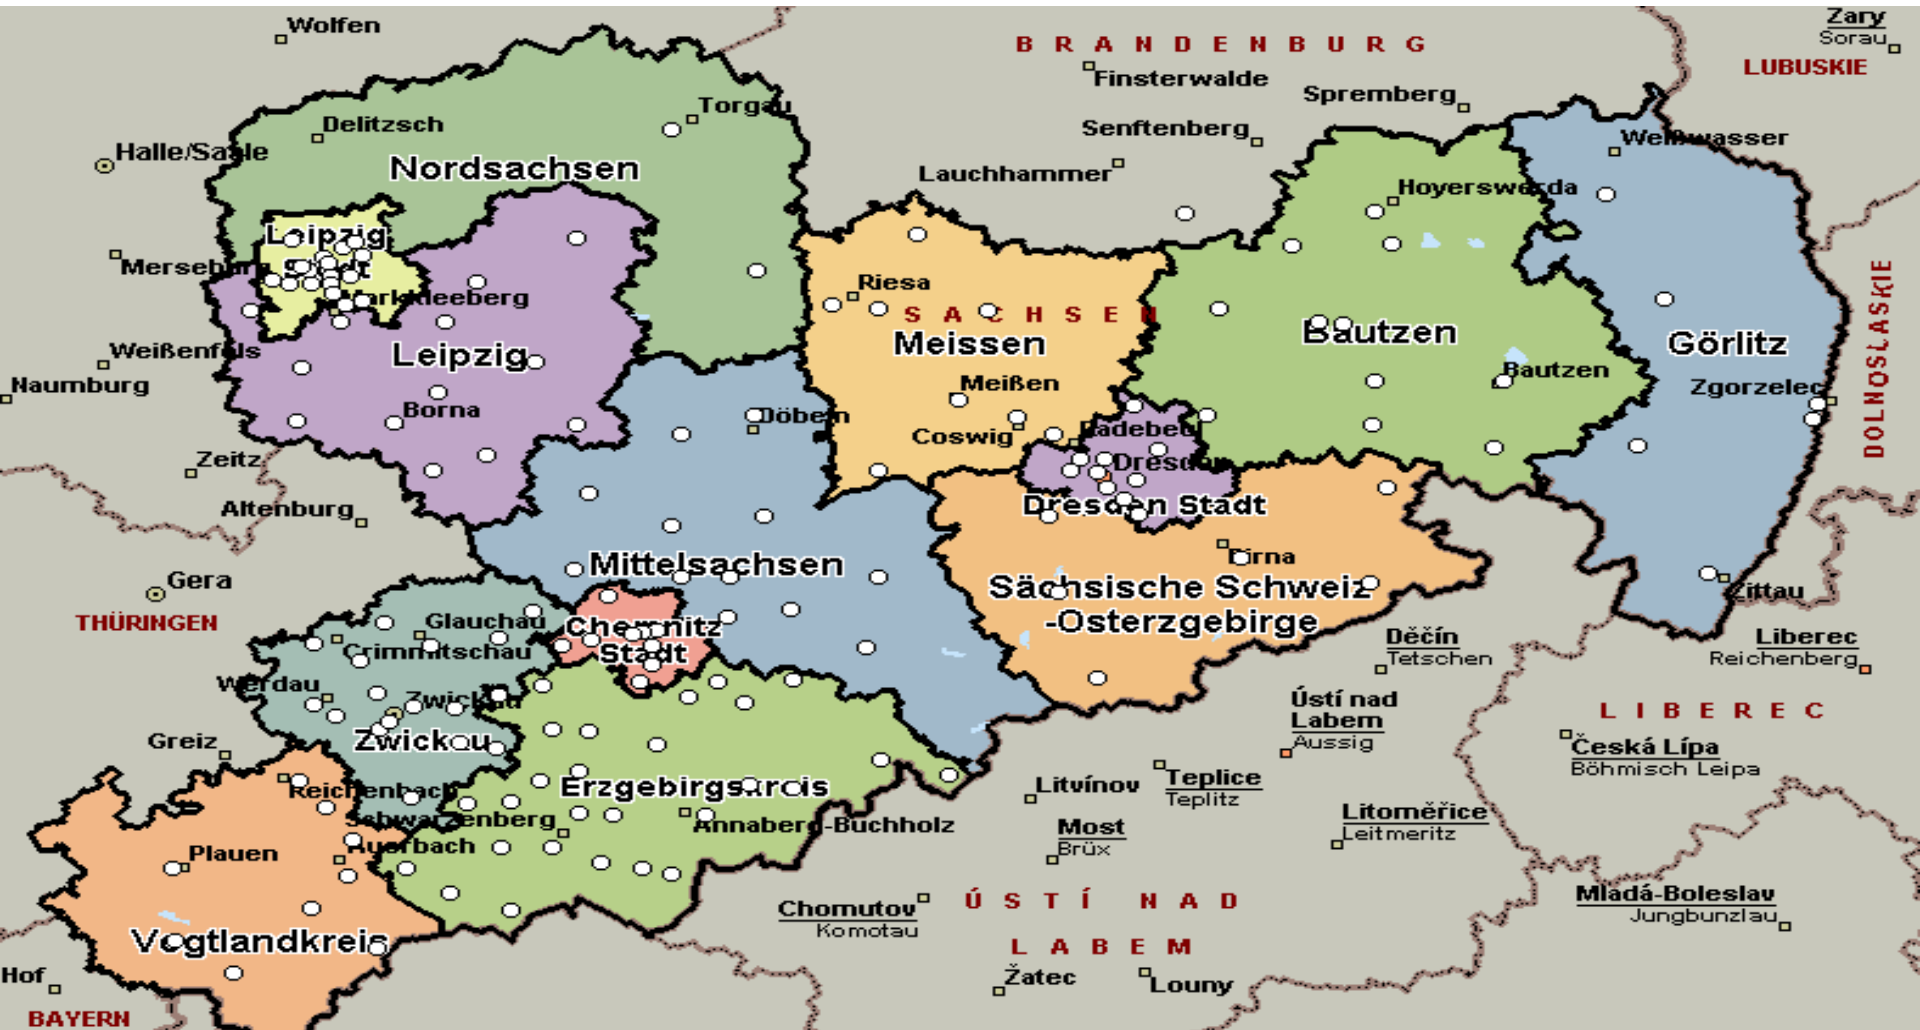 Wolfen
BRANDENBURG
Żary
Sorau
LUBUSKIE
Finsterwalde
Spremberg
Torgau
Delitzsch
Senftenberg
Weißwasser
Halle/Saale
Nordsachsen
Lauchhammer
Hoyerswerda
Leipzig
Stadt
Merseburg
Markkleeberg
Riesa
SACHSEN
Bautzen
Meissen
Görlitz
DOLNOSLASKIE
Weißenfels
Leipzig
Bautzen
Naumburg
Meißen
Zgorzelec
Borna
Döbeln
Coswig
Radebeul
Dresden
Zeitz
Dresden Stadt
Altenburg
Mittelsachsen
Pirna
Gera
Sächsische Schweiz
-Osterzgebirge
Zittau
THÜRINGEN
Glauchau
Chemnitz
Stadt
Crimmitschau
Děčín
Tetschen
Liberec
Reichenberg
Werdau
Zwickau
Ústí nad
Labem
Aussig
LIBEREC
Greiz
Zwickau
Česká Lípa
Böhmisch Leipa
Reichenbach
Erzgebirgskreis
Litvínov
Teplice
Teplitz
Schwarzenberg
Annaberg-Buchholz
Most
Brüx
Litoměřice
Leitmeritz
Auerbach
Plauen
Chomutov
Komotau
ÚSTÍ NAD
LABEM
Mladá-Boleslav
Jungbunzlau
Vogtlandkreis
Hof
Žatec
Louny
BAYERN